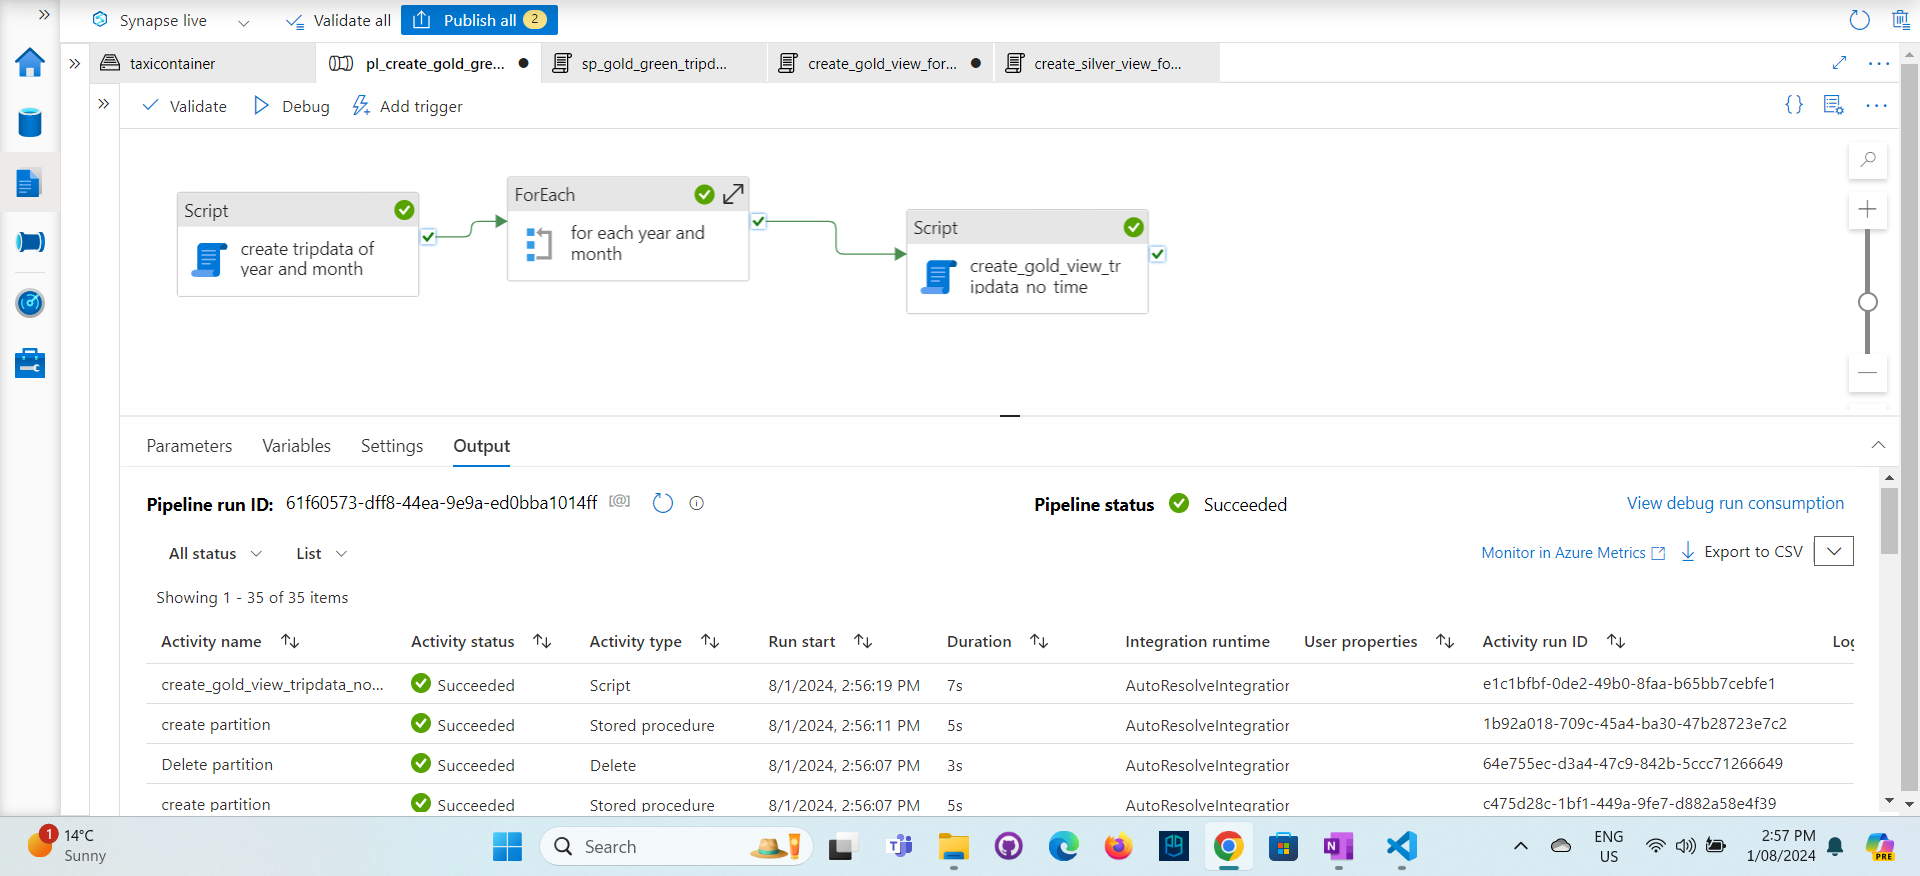 Synapse live
Validate all
Publish all 2
taxicontainer
pl_create_gold_gre...
sp_gold_green_tripd...
create_gold_view_for...
create_silver_view_fo...
Validate
Debug
Add trigger
Script
create tripdata of
year and month
ForEach
for each year and
month
Script
create_gold_view_tr
ipdata_no_time
Parameters
Variables
Settings
Output
Pipeline run ID: 61f60573-dff8-44ea-9e9a-ed0bba1014ff [@]
Pipeline status Succeeded
View debug run consumption
All status
List
Monitor in Azure Metrics
Export to CSV
Showing 1 - 35 of 35 items
Activity name Activity status Activity type Run start Duration Integration runtime User properties Activity run ID Log
create_gold_view_tripdata_no... Succeeded Script 8/1/2024, 2:56:19 PM 7s AutoResolveIntegration e1c1bfbf-0de2-49b0-8faa-b65bb7cebfe1
create partition Succeeded Stored procedure 8/1/2024, 2:56:11 PM 5s AutoResolveIntegration 1b92a018-709c-45a4-ba30-47b28723e7c2
Delete partition Succeeded Delete 8/1/2024, 2:56:07 PM 3s AutoResolveIntegration 64e755ec-d3a4-47c9-842b-5ccc71266649
create partition Succeeded Stored procedure 8/1/2024, 2:56:07 PM 5s AutoResolveIntegration c475d28c-1bf1-449a-9fe7-d882a58e4f39
1
14°C
Sunny
Search
ENG
US
2:57 PM
1/08/2024
PRE